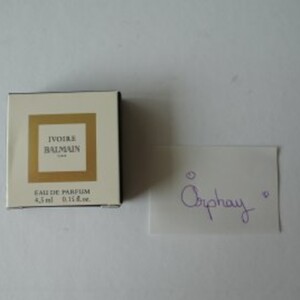 IVOIRE
BALMAIN
PARIS
EAU DE PARFUM
4,5 ml 0.15 fl. oz.
Orphay